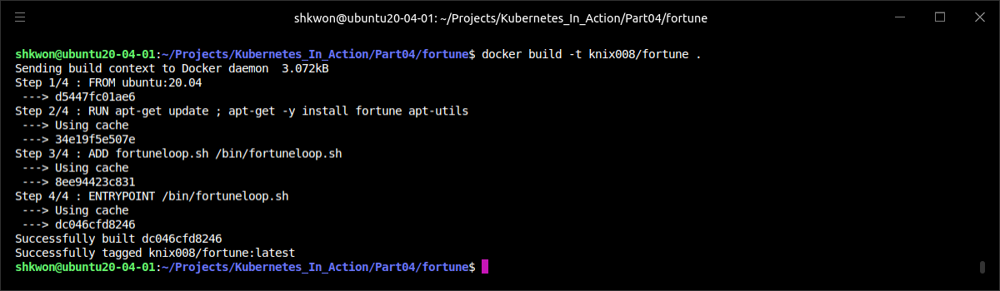 shkwon@ubuntu20-04-01: ~/Projects/Kubernetes_In_Action/Part04/fortune
shkwon@ubuntu20-04-01:~/Projects/Kubernetes_In_Action/Part04/fortune$ docker build -t knix008/fortune .
Sending build context to Docker daemon  3.072kB
Step 1/4 : FROM ubuntu:20.04
 ---> d5447fc01ae6
Step 2/4 : RUN apt-get update ; apt-get -y install fortune apt-utils
 ---> Using cache
 ---> 34e19f5e507e
Step 3/4 : ADD fortuneloop.sh /bin/fortuneloop.sh
 ---> Using cache
 ---> 8ee94423c831
Step 4/4 : ENTRYPOINT /bin/fortuneloop.sh
 ---> Using cache
 ---> dc046cfd8246
Successfully built dc046cfd8246
Successfully tagged knix008/fortune:latest
shkwon@ubuntu20-04-01:~/Projects/Kubernetes_In_Action/Part04/fortune$